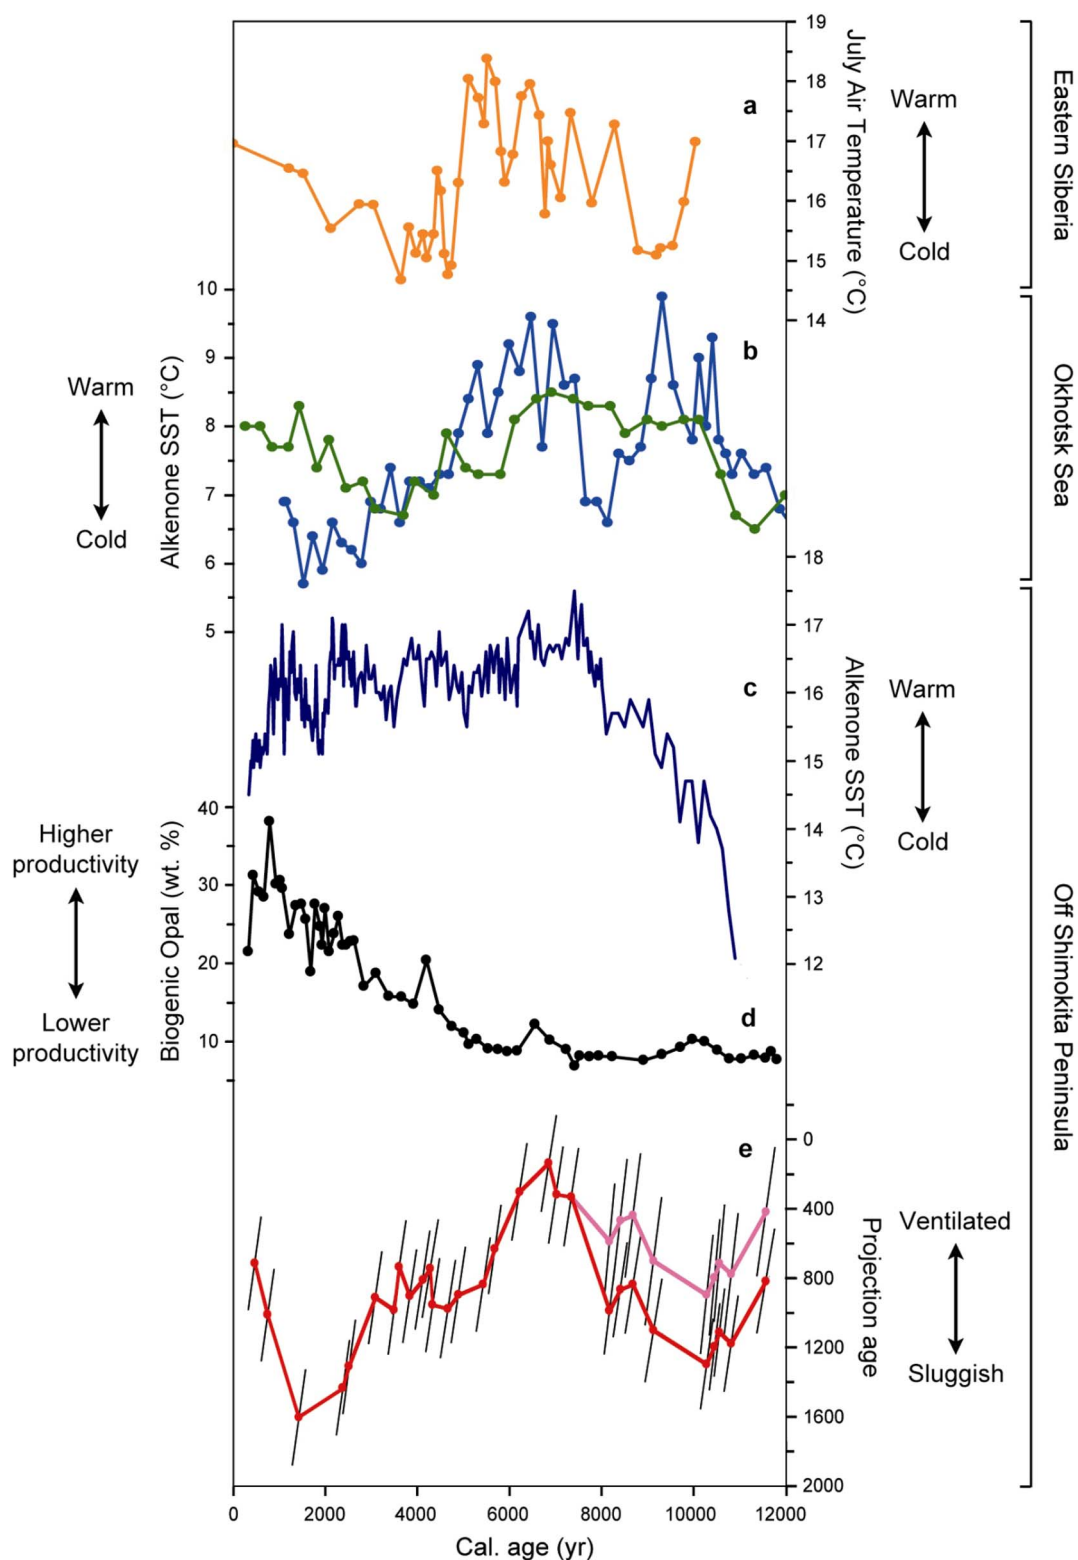 19
18
17
16
15
14
July Air Temperature (°C)
a
Warm
Cold
Eastern Siberia
10
9
8
7
6
5
Alkenone SST (°C)
b
Warm
Cold
Okhotsk Sea
18
17
16
15
14
13
12
Alkenone SST (°C)
c
Warm
Cold
40
30
20
10
Biogenic Opal (wt. %)
d
Higher
productivity
Lower
productivity
Off Shimokita Peninsula
0
400
800
1200
1600
2000
Projection age
e
Ventilated
Sluggish
0
2000
4000
6000
8000
10000
12000
Cal. age (yr)